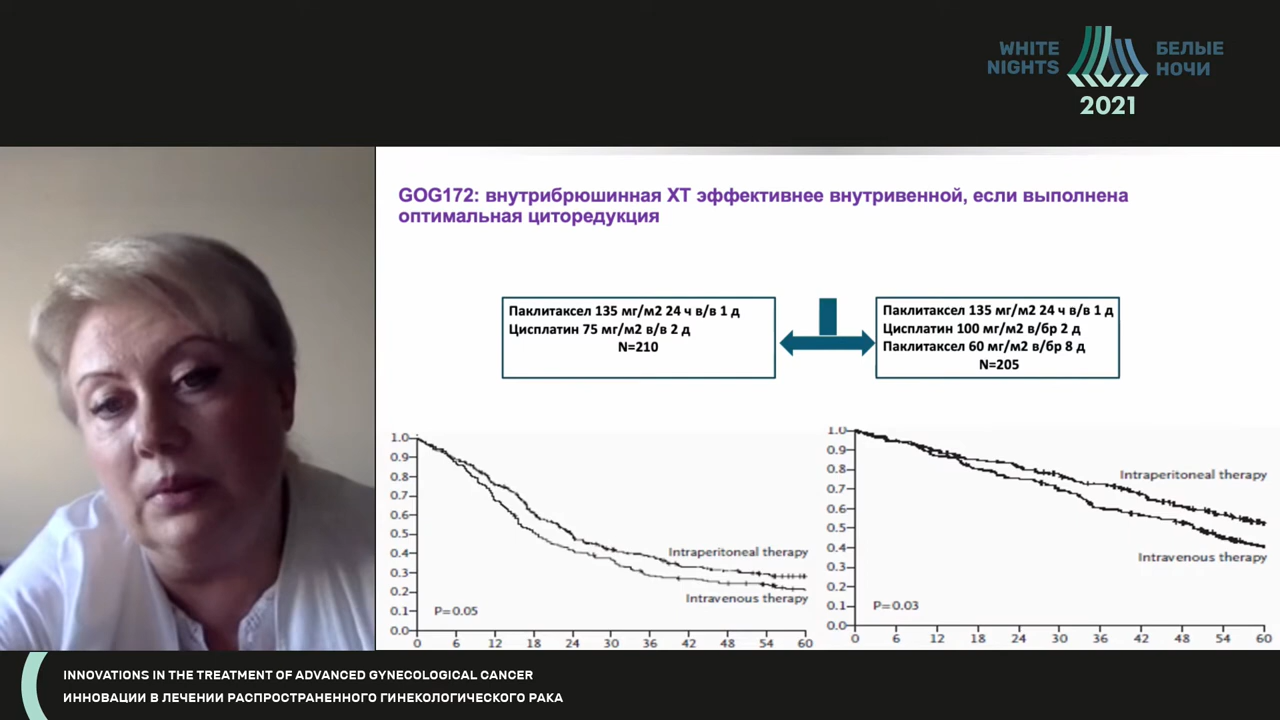 WHITE
NIGHTS
БЕЛЫЕ
НОЧИ
2021
GOG172: внутрибрюшинная ХТ эффективнее внутривенной, если выполнена
оптимальная циторедукция
Паклитаксел 135 мг/м2 24 ч в/в 1 д
Цисплатин 75 мг/м2 в/в 2 д
N=210
Паклитаксел 135 мг/м2 24 ч в/в 1 д
Цисплатин 100 мг/м2 в/бр 2 д
Паклитаксел 60 мг/м2 в/бр 8 д
N=205
1.0
0.9
0.8
0.7
0.6
0.5
0.4
0.3
0.2
0.1
0.0
Intraperitoneal therapy
Intravenous therapy
P=0.05
0 6 12 18 24 30 36 42 48 54 60
1.0
0.9
0.8
0.7
0.6
0.5
0.4
0.3
0.2
0.1
0.0
Intraperitoneal therapy
Intravenous therapy
P=0.03
0 6 12 18 24 30 36 42 48 54 60
INNOVATIONS IN THE TREATMENT OF ADVANCED GYNECOLOGICAL CANCER
ИННОВАЦИИ В ЛЕЧЕНИИ РАСПРОСТРАНЕННОГО ГИНЕКОЛОГИЧЕСКОГО РАКА